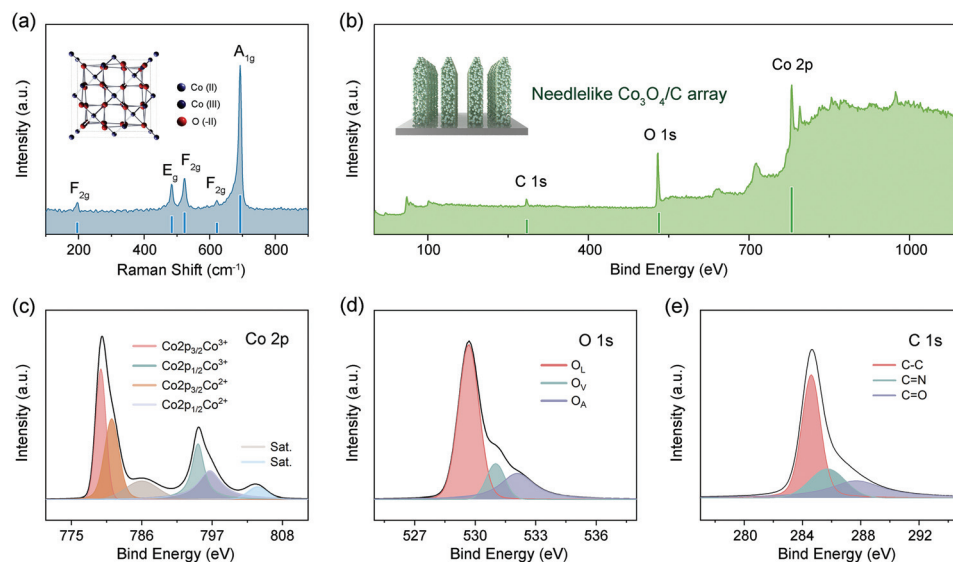 (a)
A1g
Co (II)
Co (III)
O (-II)
F2g
Eg
F2g
F2g
Intensity (a.u.)
0 200 400 600 800
Raman Shift (cm⁻¹)
(b)
Needlelike Co3O4/C array
Co 2p
O 1s
C 1s
Intensity (a.u.)
100 400 700 1000
Bind Energy (eV)
(c)
Co 2p
Co2p3/2Co³⁺
Co2p1/2Co³⁺
Co2p3/2Co²⁺
Co2p1/2Co²⁺
Sat.
Sat.
Intensity (a.u.)
775 786 797 808
Bind Energy (eV)
(d)
O 1s
OL
OV
OA
Intensity (a.u.)
527 530 533 536
Bind Energy (eV)
(e)
C 1s
C-C
C=N
C=O
Intensity (a.u.)
280 284 288 292
Bind Energy (eV)